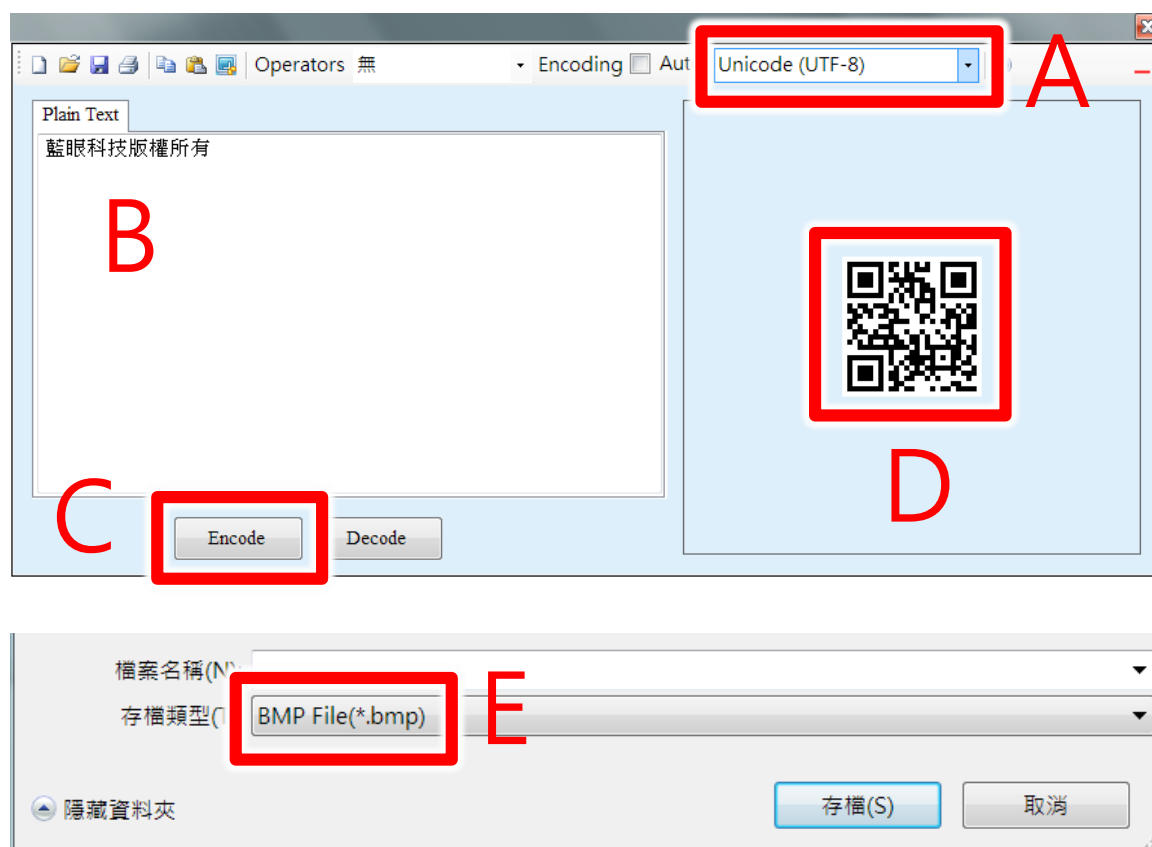 A
Operators 無 Encoding Aut Unicode (UTF-8)
Plain Text
藍眼科技版權所有
B
D
C
Encode Decode
檔案名稱(N):
E
存檔類型(T BMP File(*.bmp)
隱藏資料夾 存檔(S) 取消